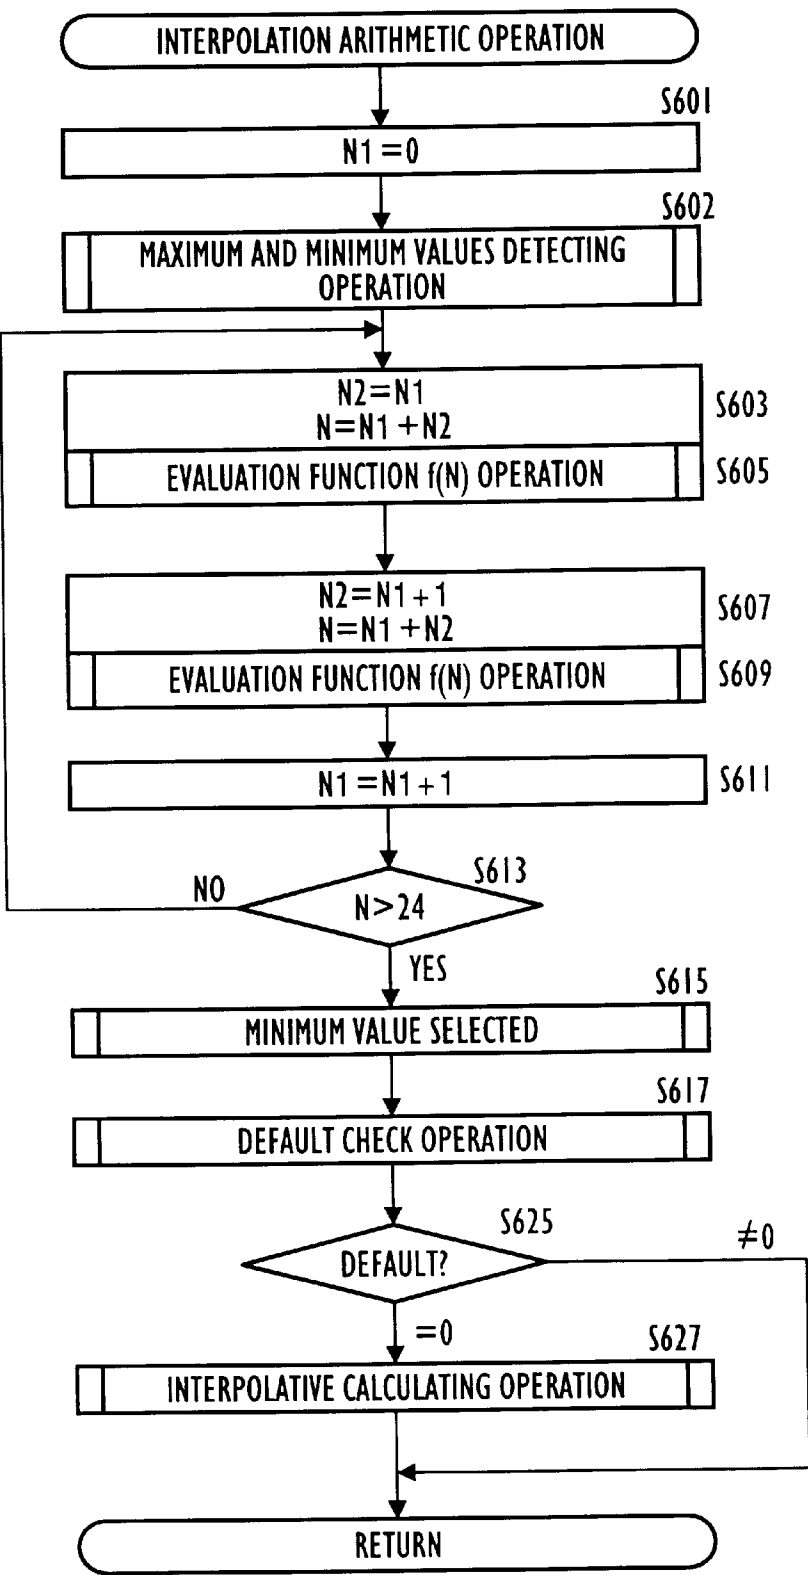 INTERPOLATION ARITHMETIC OPERATION
S601
N1=0
S602
MAXIMUM AND MINIMUM VALUES DETECTING
OPERATION
N2=N1
N=N1+N2
S603
EVALUATION FUNCTION f(N) OPERATION
S605
N2=N1+1
N=N1+N2
S607
EVALUATION FUNCTION f(N) OPERATION
S609
N1=N1+1
S611
S613
NO
N>24
YES
S615
MINIMUM VALUE SELECTED
S617
DEFAULT CHECK OPERATION
S625
≠0
DEFAULT?
=0
S627
INTERPOLATIVE CALCULATING OPERATION
RETURN